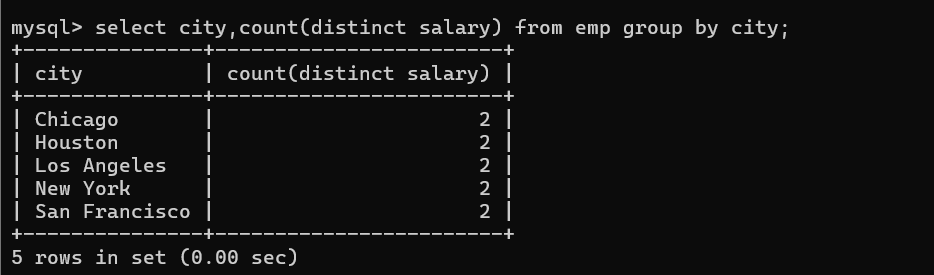 mysql> select city,count(distinct salary) from emp group by city;
+---------------+------------------------+
| city          | count(distinct salary) |
+---------------+------------------------+
| Chicago       |                      2 |
| Houston       |                      2 |
| Los Angeles   |                      2 |
| New York      |                      2 |
| San Francisco |                      2 |
+---------------+------------------------+
5 rows in set (0.00 sec)